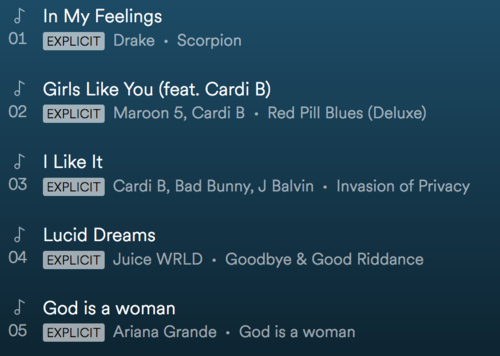 In My Feelings
01 EXPLICIT Drake • Scorpion
Girls Like You (feat. Cardi B)
02 EXPLICIT Maroon 5, Cardi B • Red Pill Blues (Deluxe)
I Like It
03 EXPLICIT Cardi B, Bad Bunny, J Balvin • Invasion of Privacy
Lucid Dreams
04 EXPLICIT Juice WRLD • Goodbye & Good Riddance
God is a woman
05 EXPLICIT Ariana Grande • God is a woman